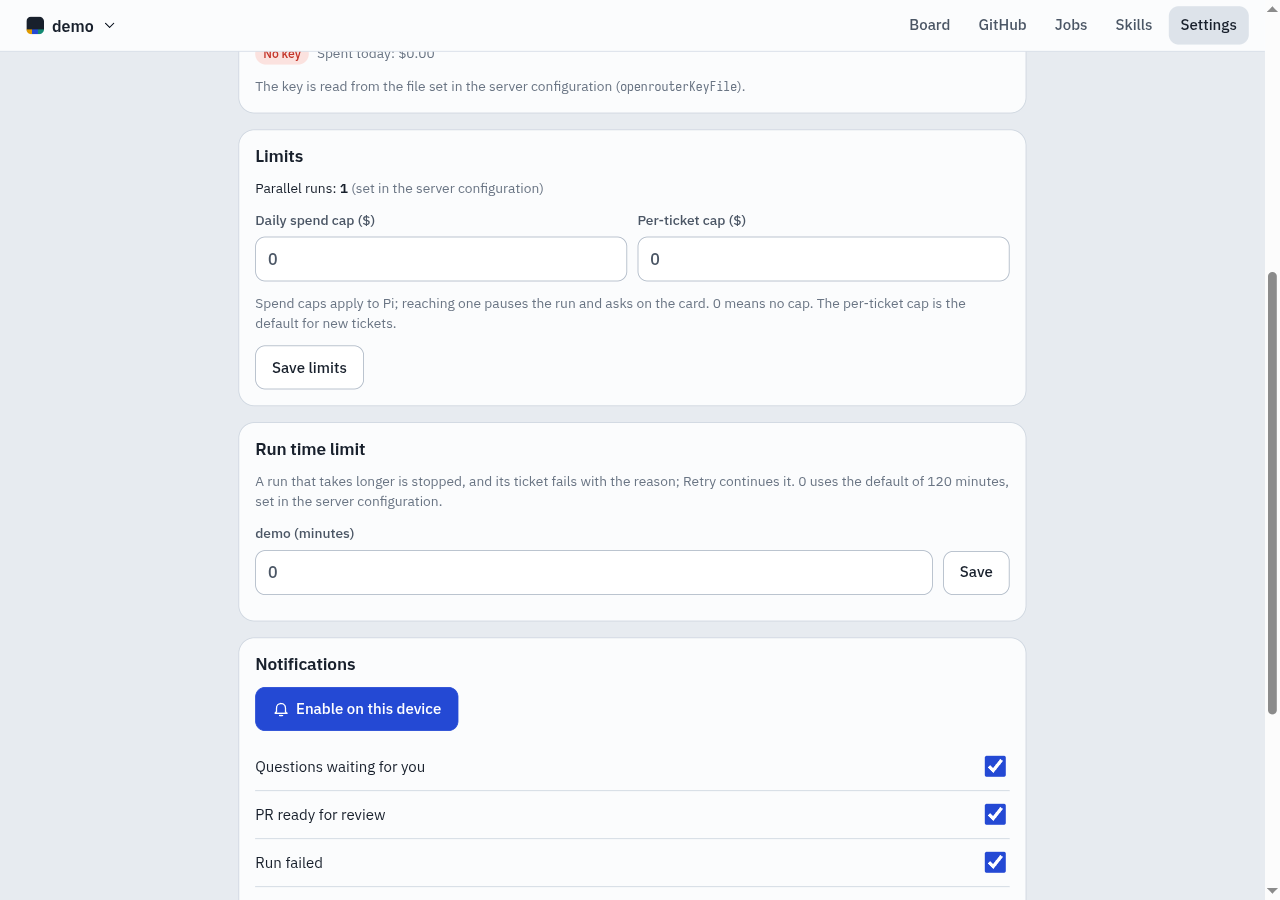 demo
Board
GitHub
Jobs
Skills
Settings
No key
Spent today: $0.00
The key is read from the file set in the server configuration (openrouterKeyFile).
Limits
Parallel runs: 1 (set in the server configuration)
Daily spend cap ($)
Per-ticket cap ($)
0
0
Spend caps apply to Pi; reaching one pauses the run and asks on the card. 0 means no cap. The per-ticket cap is the
default for new tickets.
Save limits
Run time limit
A run that takes longer is stopped, and its ticket fails with the reason; Retry continues it. 0 uses the default of 120 minutes,
set in the server configuration.
demo (minutes)
0
Save
Notifications
Enable on this device
Questions waiting for you
PR ready for review
Run failed